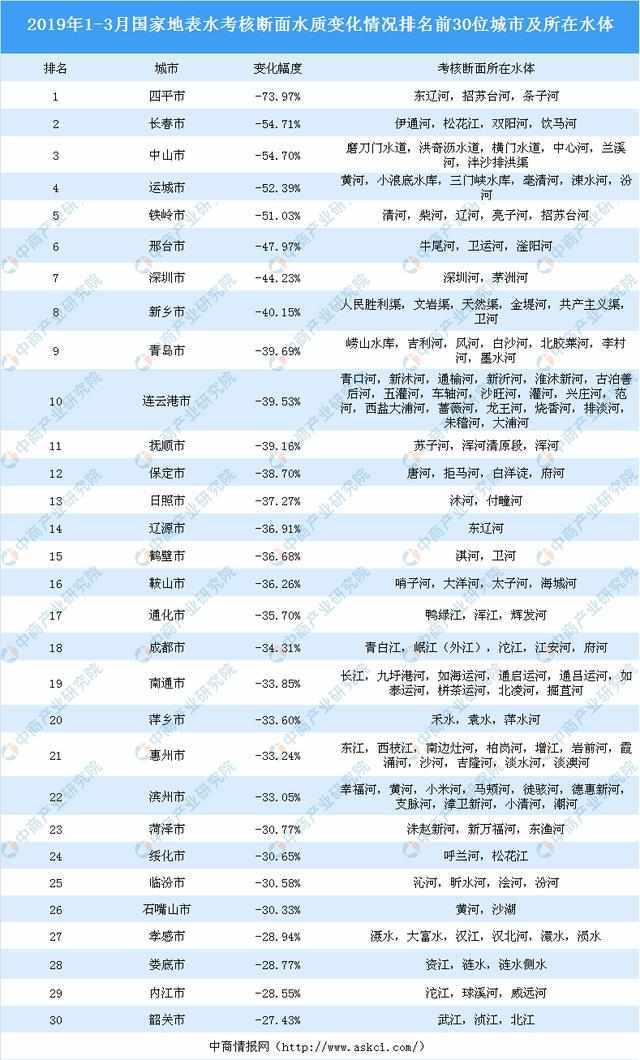 2019年1-3月国家地表水考核断面水质变化情况排名前30位城市及所在水体
排名 城市 变化幅度 考核断面所在水体
1 四平市 -73.97% 东辽河，招苏台河，条子河
2 长春市 -54.71% 伊通河，松花江，双阳河，饮马河
3 中山市 -54.70% 磨刀门水道，洪奇沥水道，横门水道，中心河，兰溪
河，泮沙排洪渠
4 运城市 -52.39% 黄河，小浪底水库，三门峡水库，亳清河，涑水河，汾
河
5 铁岭市 -51.03% 清河，柴河，辽河，亮子河，招苏台河
6 邢台市 -47.97% 牛尾河，卫运河，滏阳河
7 深圳市 -44.23% 深圳河，茅洲河
8 新乡市 -40.15% 人民胜利渠，文岩渠，天然渠，金堤河，共产主义渠，
卫河
9 青岛市 -39.69% 崂山水库，吉利河，风河，白沙河，北胶莱河，李村
河，墨水河
10 连云港市 -39.53% 青口河，新沭河，通榆河，新沂河，淮沭新河，古泊善
后河，五灌河，车轴河，沙旺河，灌河，兴庄河，范
河，西盐大浦河，蔷薇河，龙王河，烧香河，排淡河，
朱稽河，大浦河
11 抚顺市 -39.16% 苏子河，浑河清原段，浑河
12 保定市 -38.70% 唐河，拒马河，白洋淀，府河
13 日照市 -37.27% 沭河，付疃河
14 辽源市 -36.91% 东辽河
15 鹤壁市 -36.68% 淇河，卫河
16 鞍山市 -36.26% 哨子河，大洋河，太子河，海城河
17 通化市 -35.70% 鸭绿江，浑江，辉发河
18 成都市 -34.31% 青白江，岷江（外江），沱江，江安河，府河
19 南通市 -33.85% 长江，九圩港河，如海运河，通启运河，通吕运河，如
泰运河，栟茶运河，北凌河，掘苴河
20 萍乡市 -33.60% 禾水，袁水，萍水河
21 惠州市 -33.24% 东江，西枝江，南边灶河，柏岗河，增江，岩前河，霞
涌河，沙河，吉隆河，淡水河，淡澳河
22 滨州市 -33.05% 幸福河，黄河，小米河，马颊河，徒骇河，德惠新河，
支脉河，漳卫新河，小清河，潮河
23 菏泽市 -30.77% 洙赵新河，新万福河，东渔河
24 绥化市 -30.65% 呼兰河，松花江
25 临汾市 -30.58% 沁河，昕水河，浍河，汾河
26 石嘴山市 -30.33% 黄河，沙湖
27 孝感市 -28.94% 滠水，大富水，汉江，汉北河，澴水，涢水
28 娄底市 -28.77% 资江，涟水，涟水侧水
29 内江市 -28.55% 沱江，球溪河，威远河
30 韶关市 -27.43% 武江，浈江，北江
中商情报网（http://www.askci.com/）